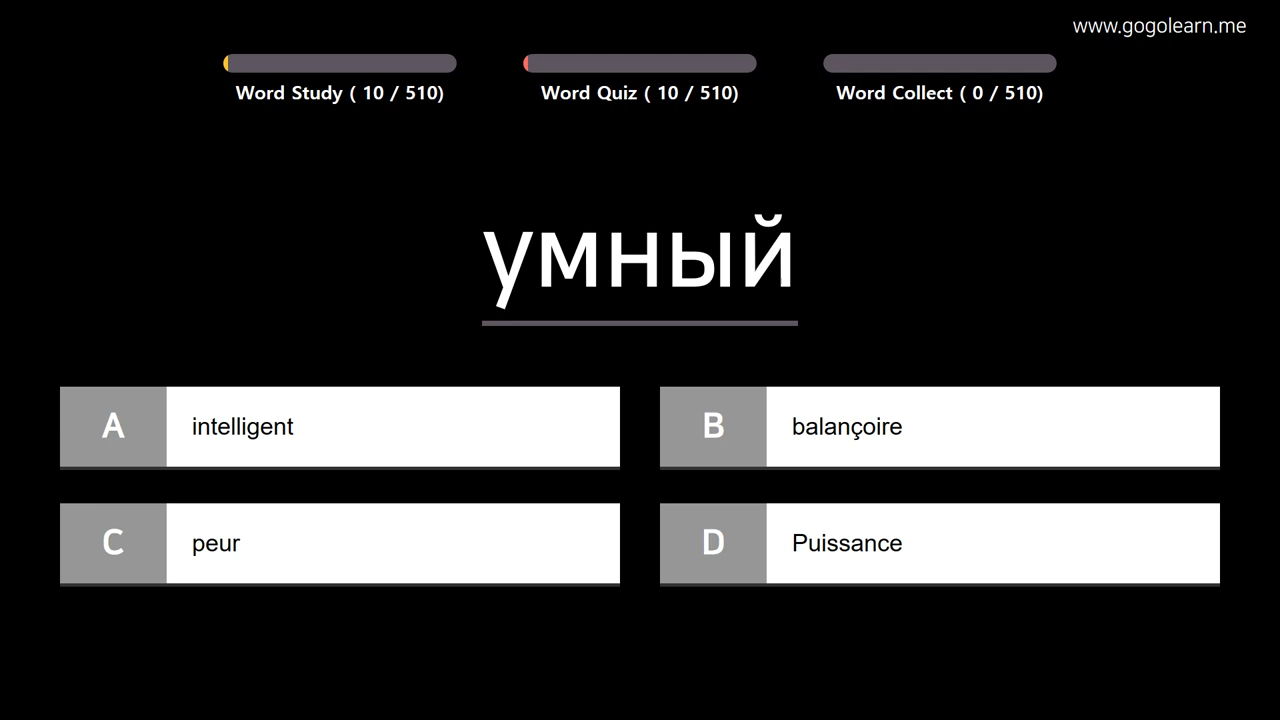 www.gogolearn.me
Word Study ( 10 / 510)
Word Quiz ( 10 / 510)
Word Collect ( 0 / 510)
умный
A intelligent
B balançoire
C peur
D Puissance